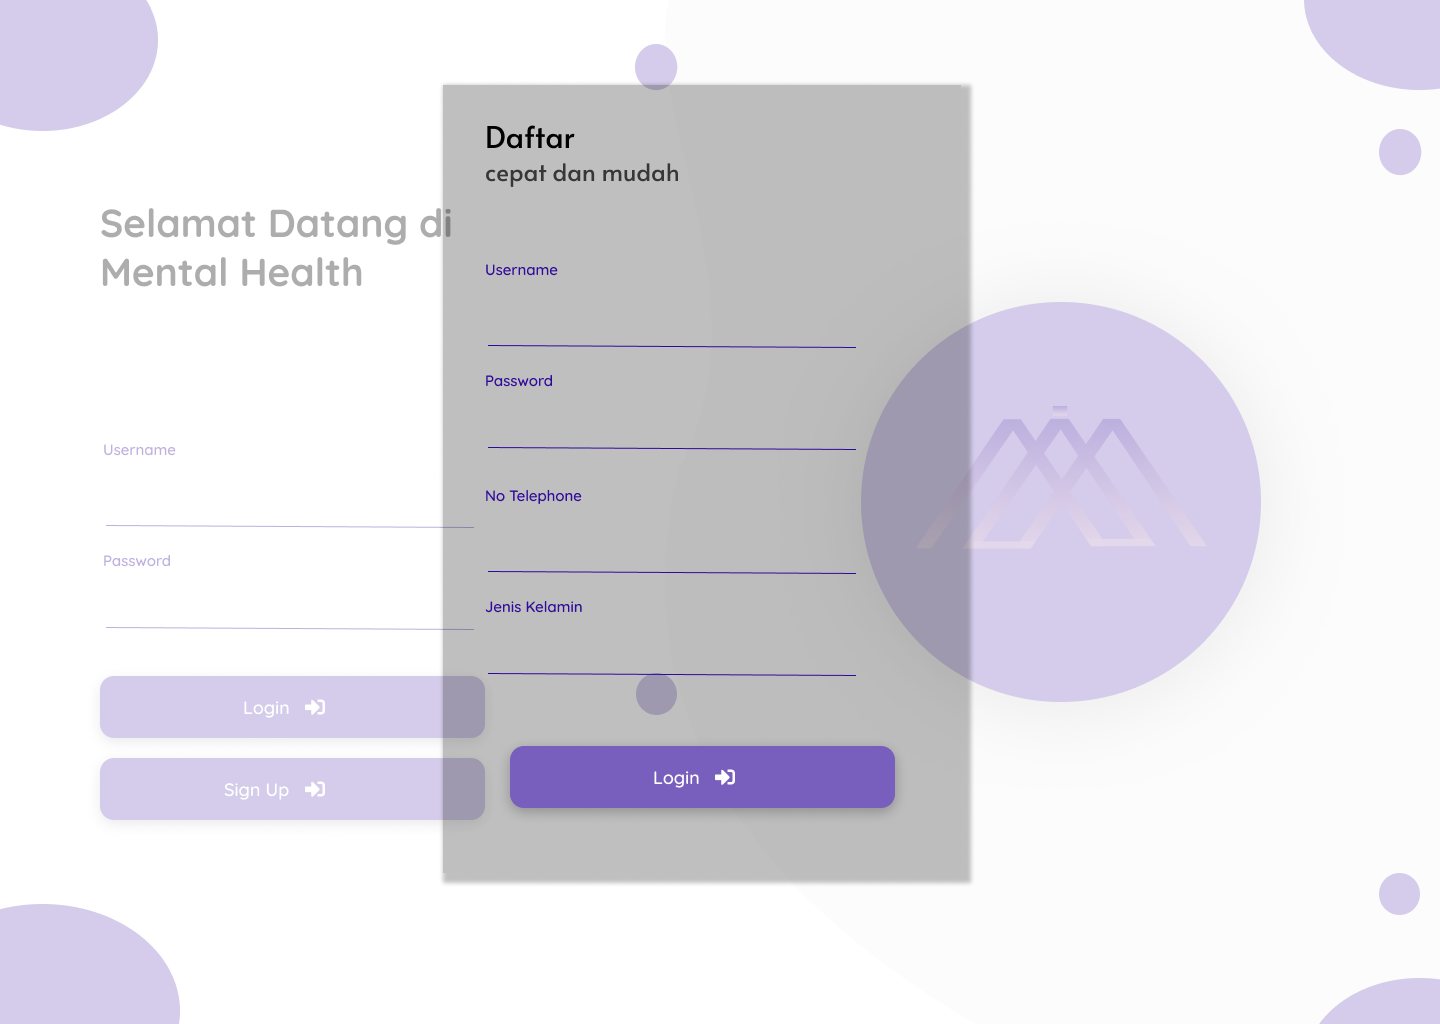 Selamat Datang di
Mental Health
Username
Password
Login
Sign Up
Daftar
cepat dan mudah
Username
Password
No Telephone
Jenis Kelamin
Login